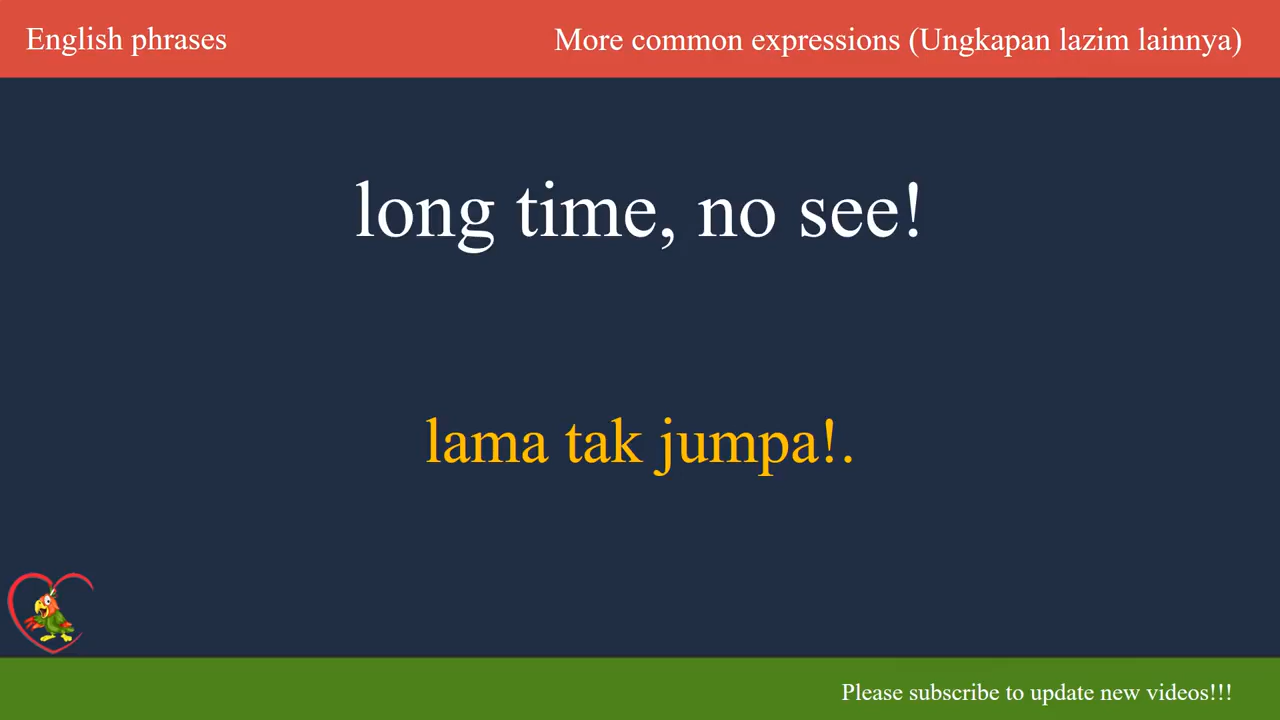 English phrases
More common expressions (Ungkapan lazim lainnya)
long time, no see!
lama tak jumpa!.
Please subscribe to update new videos!!!